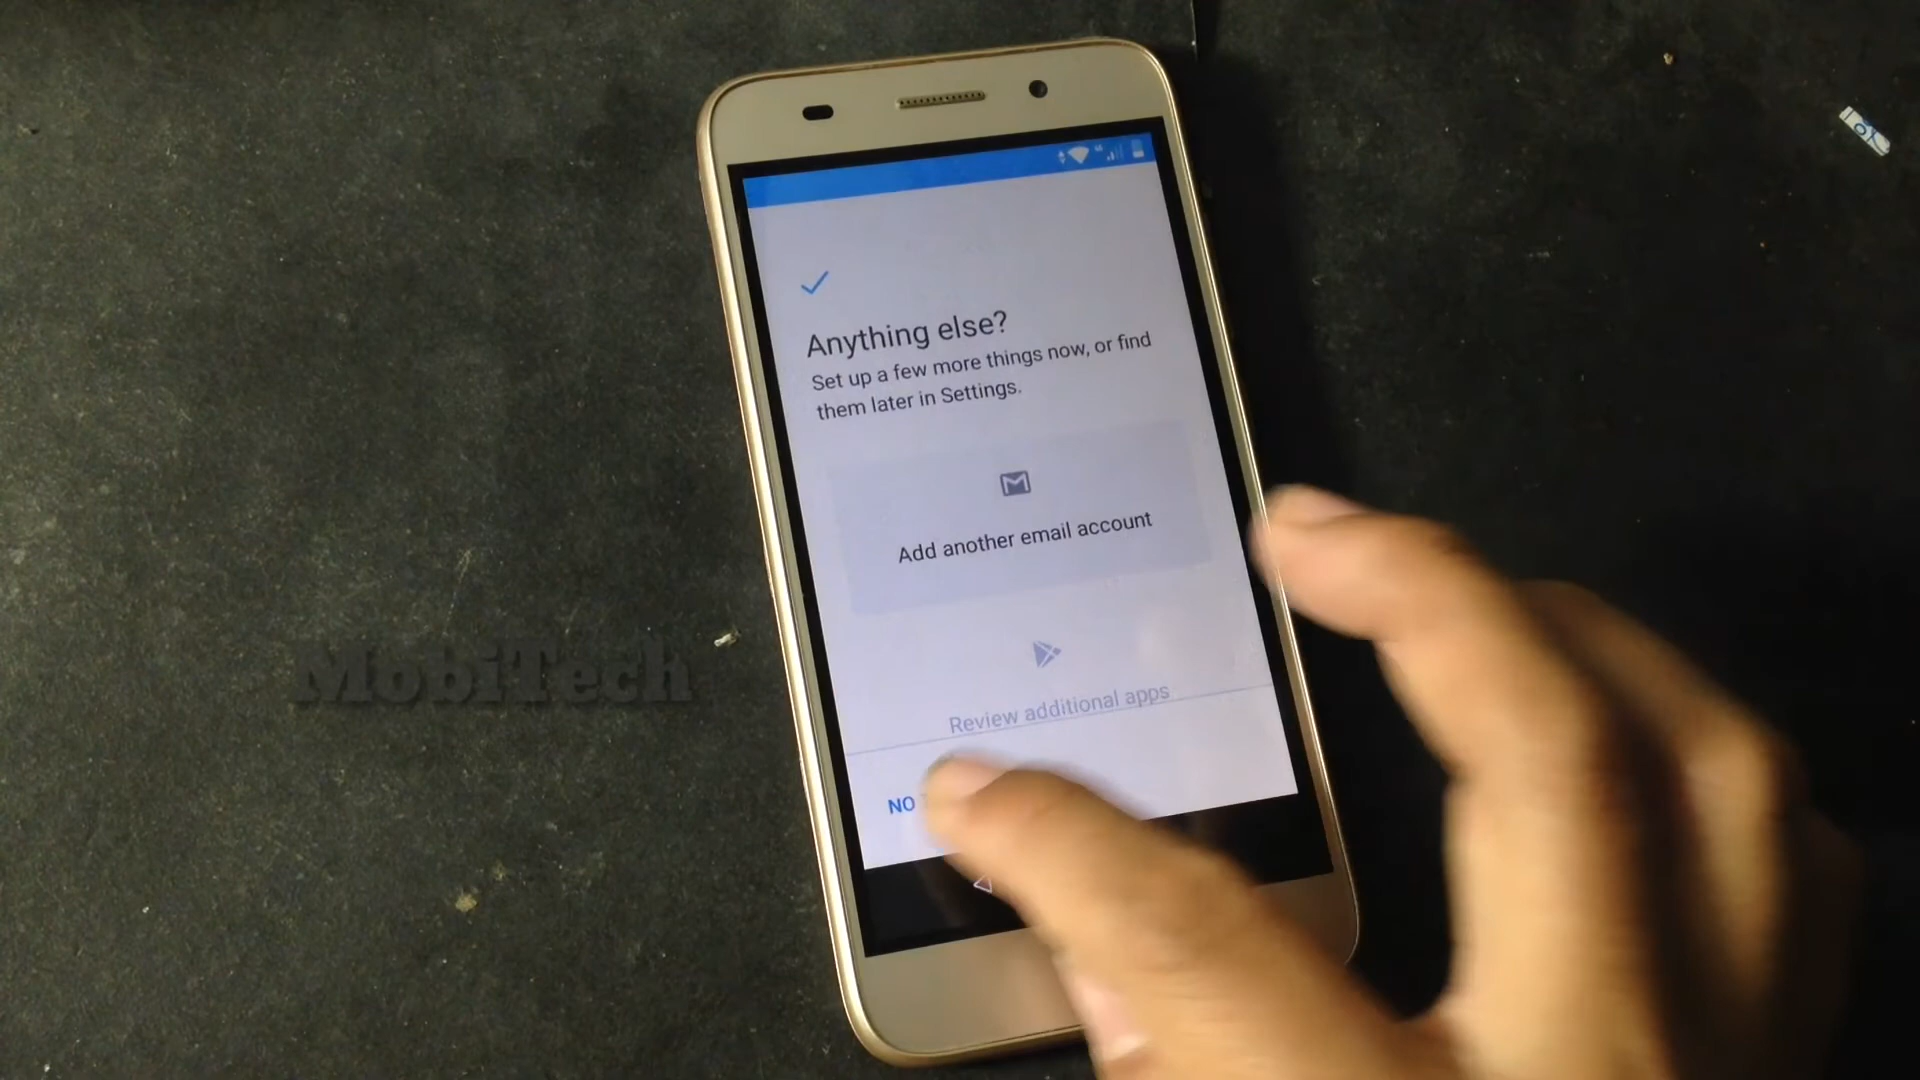 Anything else?
Set up a few more things now, or find
them later in Settings.
Add another email account
Review additional apps
NO
MobiTech